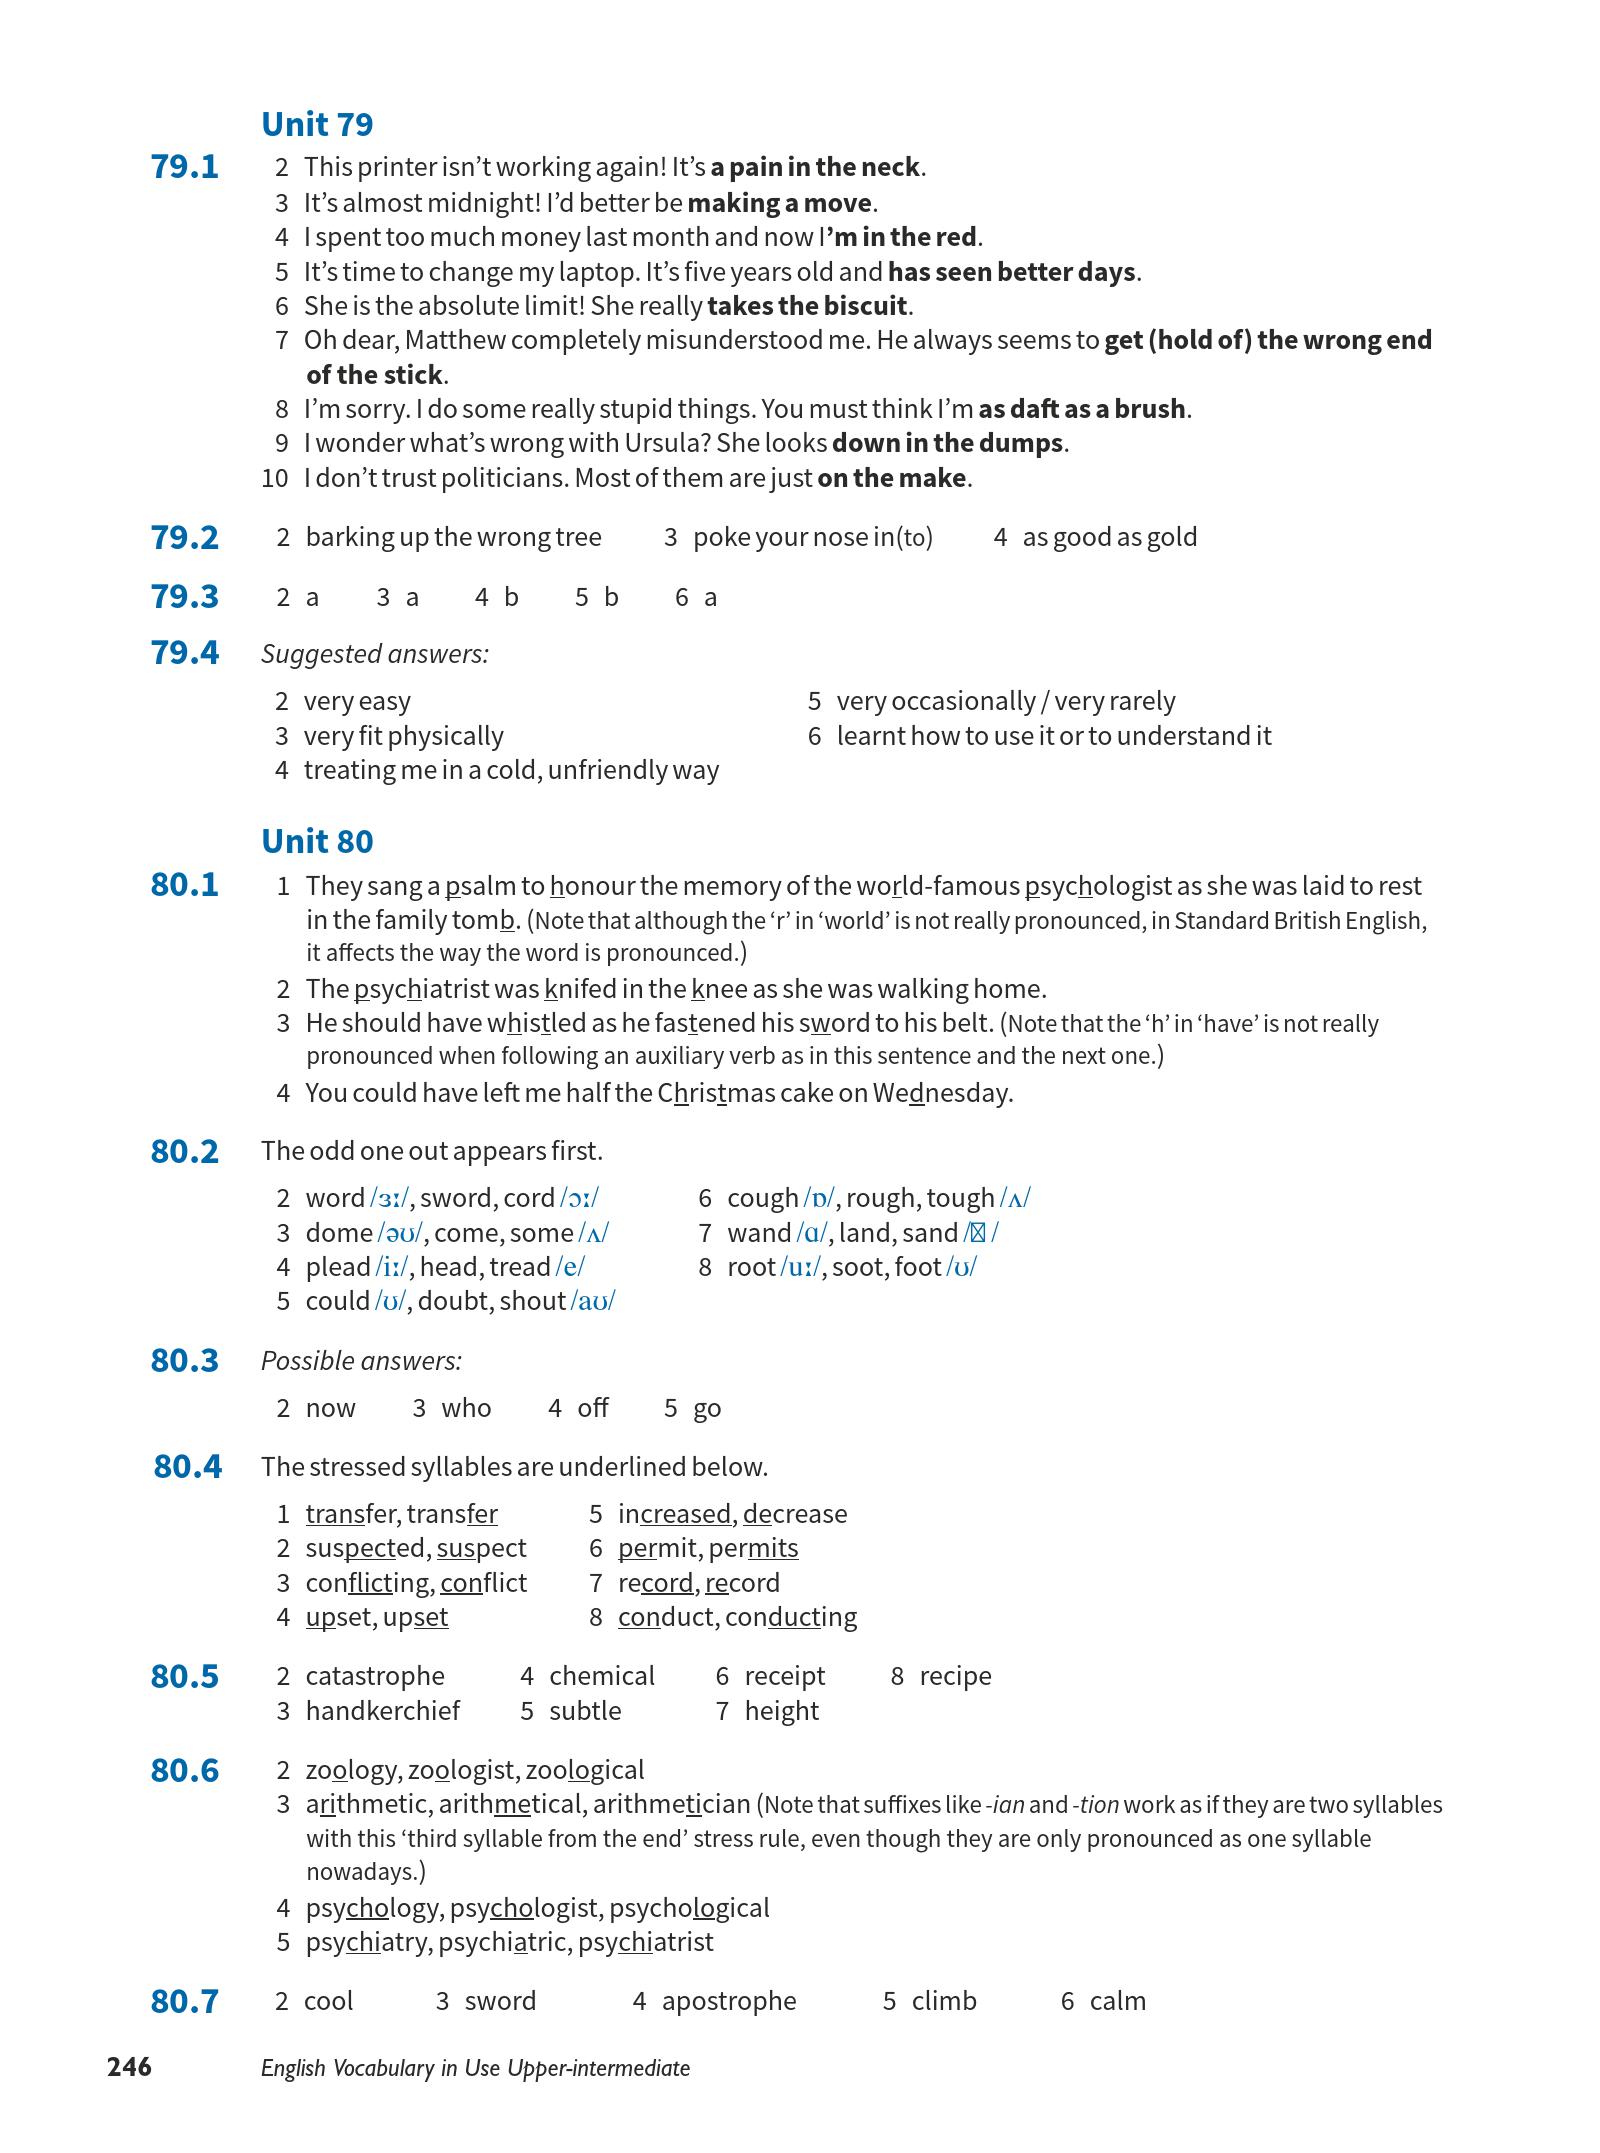 Unit 79
79.1 2 This printer isn’t working again! It’s a pain in the neck.
3 It’s almost midnight! I’d better be making a move.
4 I spent too much money last month and now I’m in the red.
5 It’s time to change my laptop. It’s five years old and has seen better days.
6 She is the absolute limit! She really takes the biscuit.
7 Oh dear, Matthew completely misunderstood me. He always seems to get (hold of) the wrong end
of the stick.
8 I’m sorry. I do some really stupid things. You must think I’m as daft as a brush.
9 I wonder what’s wrong with Ursula? She looks down in the dumps.
10 I don’t trust politicians. Most of them are just on the make.
79.2 2 barking up the wrong tree 3 poke your nose in(to) 4 as good as gold
79.3 2 a 3 a 4 b 5 b 6 a
79.4 Suggested answers:
2 very easy 5 very occasionally / very rarely
3 very fit physically 6 learnt how to use it or to understand it
4 treating me in a cold, unfriendly way
Unit 80
80.1 1 They sang a psalm to honour the memory of the world-famous psychologist as she was laid to rest
in the family tomb. (Note that although the ‘r’ in ‘world’ is not really pronounced, in Standard British English,
it affects the way the word is pronounced.)
2 The psychiatrist was knifed in the knee as she was walking home.
3 He should have whistled as he fastened his sword to his belt. (Note that the ‘h’ in ‘have’ is not really
pronounced when following an auxiliary verb as in this sentence and the next one.)
4 You could have left me half the Christmas cake on Wednesday.
80.2 The odd one out appears first.
2 word /ɜː/, sword, cord /ɔː/ 6 cough /ɒ/, rough, tough /ʌ/
3 dome /əʊ/, come, some /ʌ/ 7 wand /ɑ/, land, sand / /
4 plead /iː/, head, tread /e/ 8 root /uː/, soot, foot /ʊ/
5 could /ʊ/, doubt, shout /aʊ/
80.3 Possible answers:
2 now 3 who 4 off 5 go
80.4 The stressed syllables are underlined below.
1 transfer, transfer 5 increased, decrease
2 suspected, suspect 6 permit, permits
3 conflicting, conflict 7 record, record
4 upset, upset 8 conduct, conducting
80.5 2 catastrophe 4 chemical 6 receipt 8 recipe
3 handkerchief 5 subtle 7 height
80.6 2 zoology, zoologist, zoological
3 arithmetic, arithmetical, arithmetician (Note that suffixes like -ian and -tion work as if they are two syllables
with this ‘third syllable from the end’ stress rule, even though they are only pronounced as one syllable
nowadays.)
4 psychology, psychologist, psychological
5 psychiatry, psychiatric, psychiatrist
80.7 2 cool 3 sword 4 apostrophe 5 climb 6 calm
246 English Vocabulary in Use Upper-intermediate